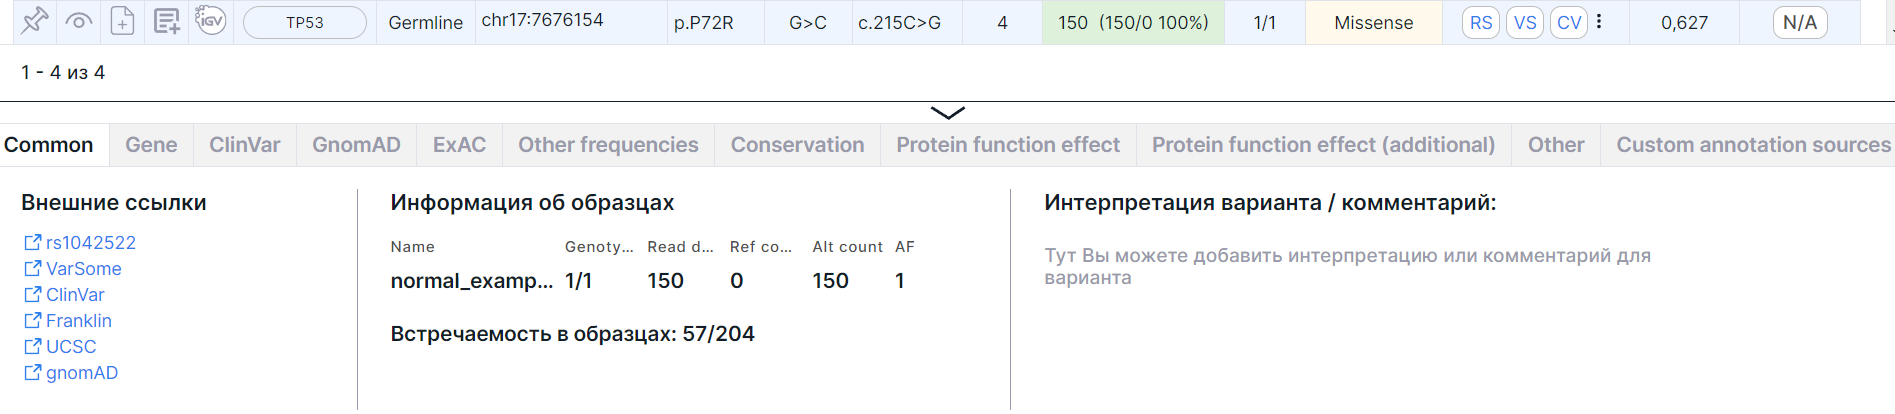 IGV TP53 Germline chr17:7676154 p.P72R G>C c.215C>G 4 150 (150/0 100%) 1/1 Missense RS VS CV 0,627 N/A
1 - 4 из 4
Common Gene ClinVar GnomAD ExAC Other frequencies Conservation Protein function effect Protein function effect (additional) Other Custom annotation sources
Внешние ссылки
rs1042522
VarSome
ClinVar
Franklin
UCSC
gnomAD
Информация об образцах
Name Genoty... Read d... Ref co... Alt count AF
normal_examp... 1/1 150 0 150 1
Встречаемость в образцах: 57/204
Интерпретация варианта / комментарий:
Тут Вы можете добавить интерпретацию или комментарий для
варианта